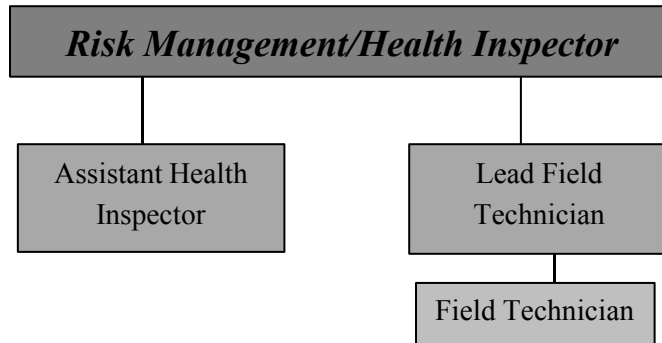 Risk Management/Health Inspector
Assistant Health
Inspector
Lead Field
Technician
Field Technician